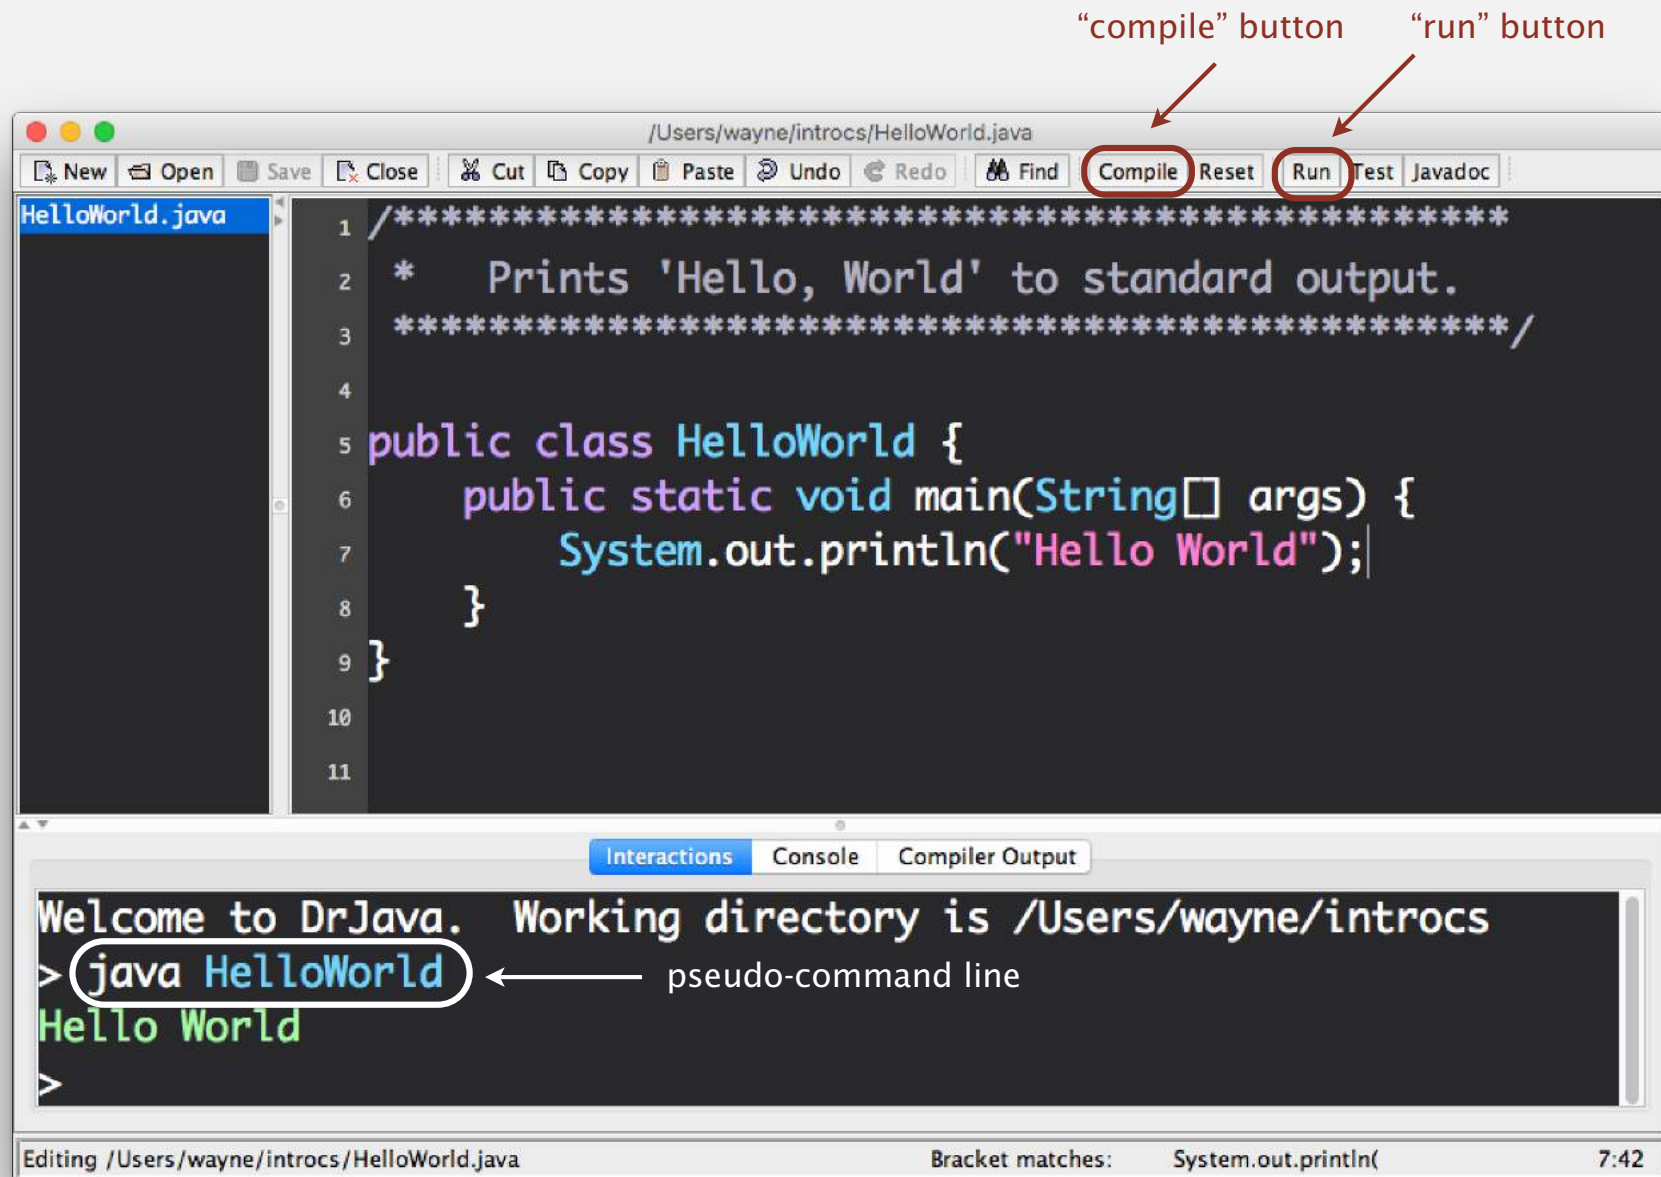 “compile” button “run” button
/Users/wayne/introcs/HelloWorld.java
New Open Save Close Cut Copy Paste Undo Redo Find Compile Reset Run Test Javadoc
HelloWorld.java
1 /***********************************************
2  *   Prints 'Hello, World' to standard output.
3  ***********************************************/
4
5 public class HelloWorld {
6     public static void main(String[] args) {
7         System.out.println("Hello World");
8     }
9 }
10
11
Interactions Console Compiler Output
Welcome to DrJava.  Working directory is /Users/wayne/introcs
> java HelloWorld pseudo-command line
Hello World
>
Editing /Users/wayne/introcs/HelloWorld.java Bracket matches: System.out.println( 7:42